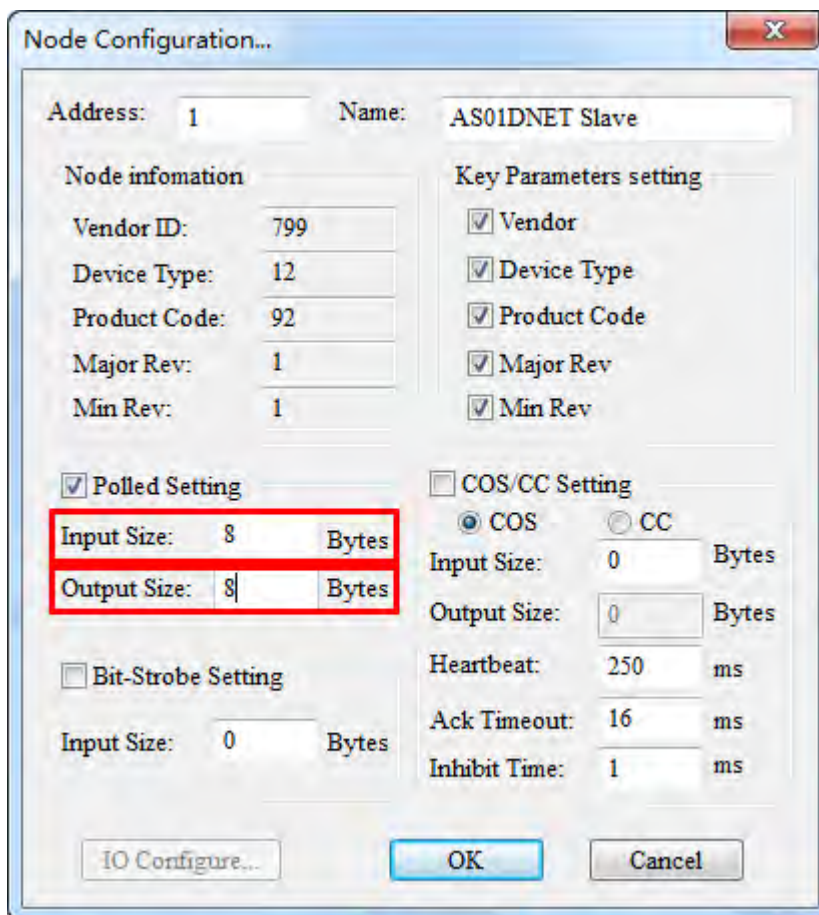 Node Configuration...
Address: 1 Name: AS01DNET Slave
Node infomation
Vendor ID: 799
Device Type: 12
Product Code: 92
Major Rev: 1
Min Rev: 1
Key Parameters setting
Vendor
Device Type
Product Code
Major Rev
Min Rev
Polled Setting
Input Size: 8 Bytes
Output Size: 8 Bytes
Bit-Strobe Setting
Input Size: 0 Bytes
COS/CC Setting
COS CC
Input Size: 0 Bytes
Output Size: 0 Bytes
Heartbeat: 250 ms
Ack Timeout: 16 ms
Inhibit Time: 1 ms
IO Configure... OK Cancel